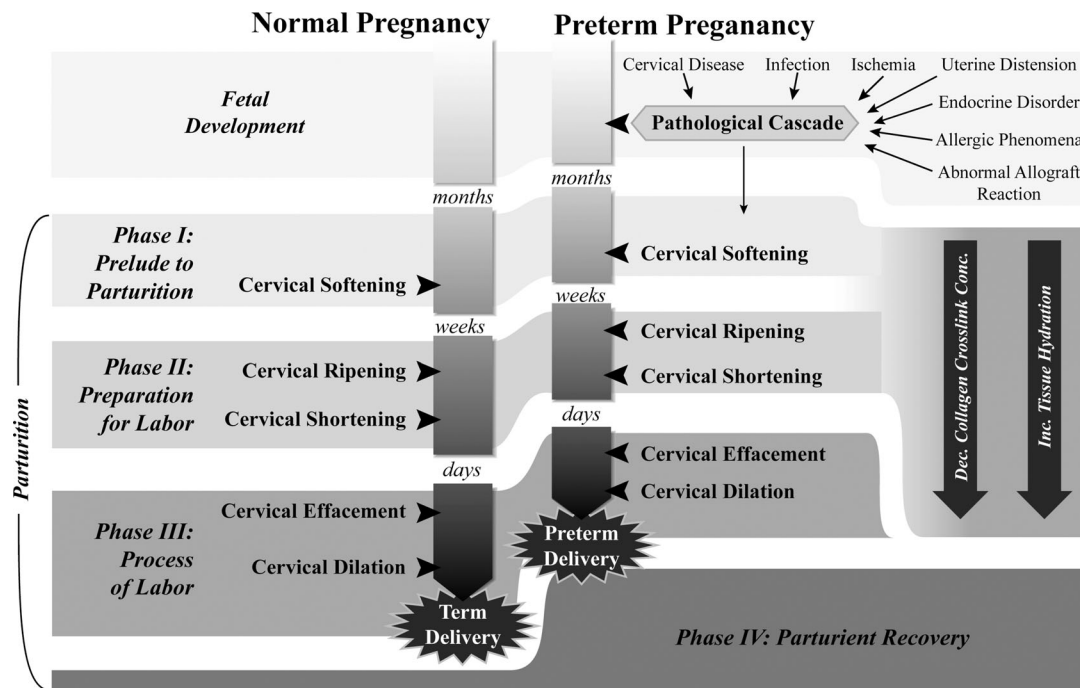 Normal Pregnancy
Preterm Preganancy
Fetal
Development
Cervical Disease
Infection
Ischemia
Uterine Distension
Endocrine Disorder
Allergic Phenomena
Abnormal Allograft
Reaction
Pathological Cascade
months
months
Parturition
Phase I:
Prelude to
Parturition
Cervical Softening
Cervical Softening
weeks
weeks
Phase II:
Preparation
for Labor
Cervical Ripening
Cervical Shortening
Cervical Ripening
Cervical Shortening
days
days
Phase III:
Process
of Labor
Cervical Effacement
Cervical Dilation
Cervical Effacement
Cervical Dilation
Term
Delivery
Preterm
Delivery
Dec. Collagen Crosslink Conc.
Inc. Tissue Hydration
Phase IV: Parturient Recovery